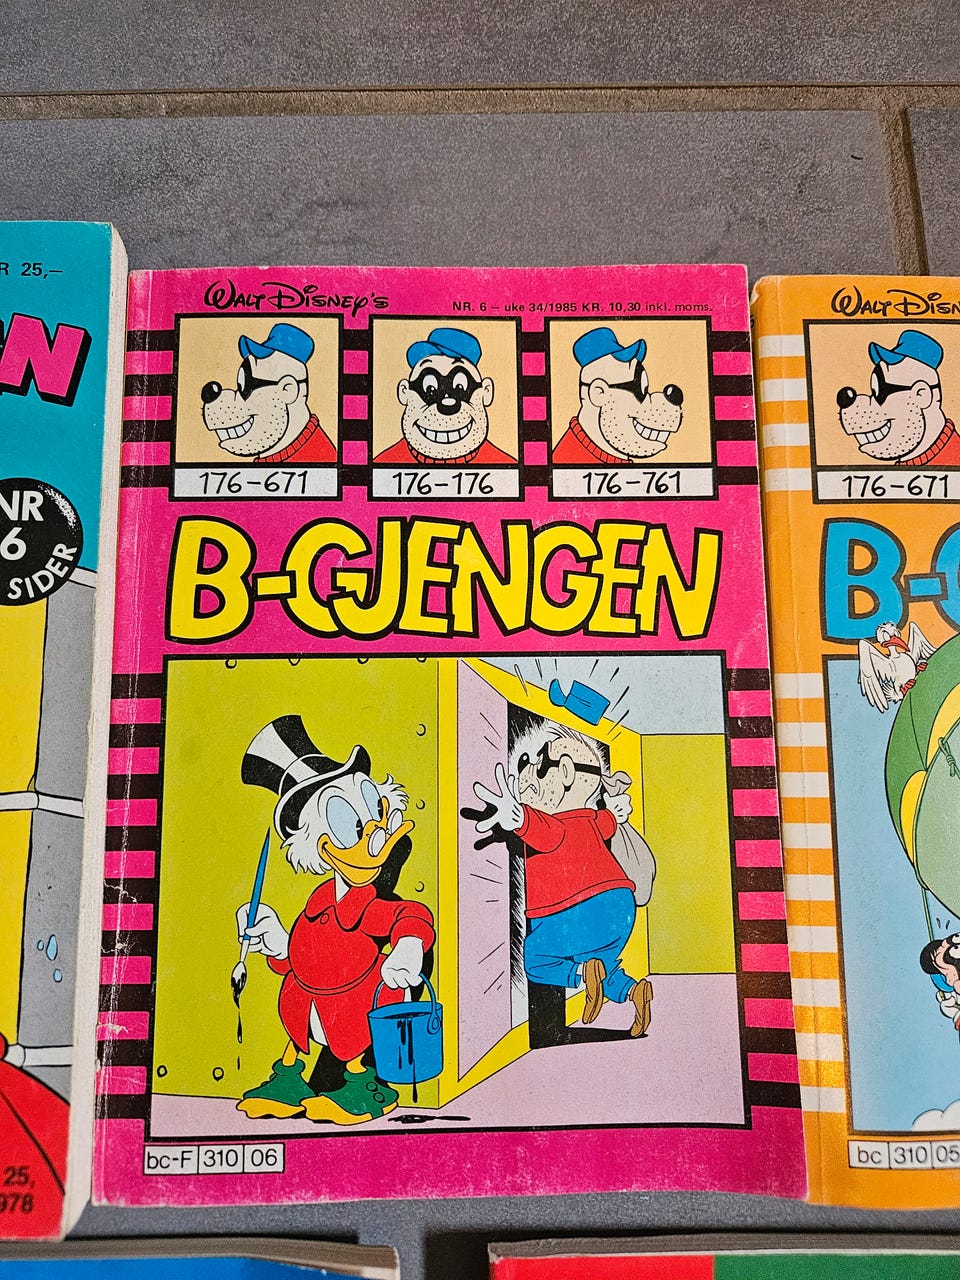 R 25,–
N
NR
6
SIDER
25,
978
WALT DISNEY'S
NR. 6 – uke 34/1985 KR. 10,30 inkl. moms.
176-671
176-176
176-761
B-GJENGEN
bc-F 310 06
WALT DISN
176-671
B-G
bc 310 05